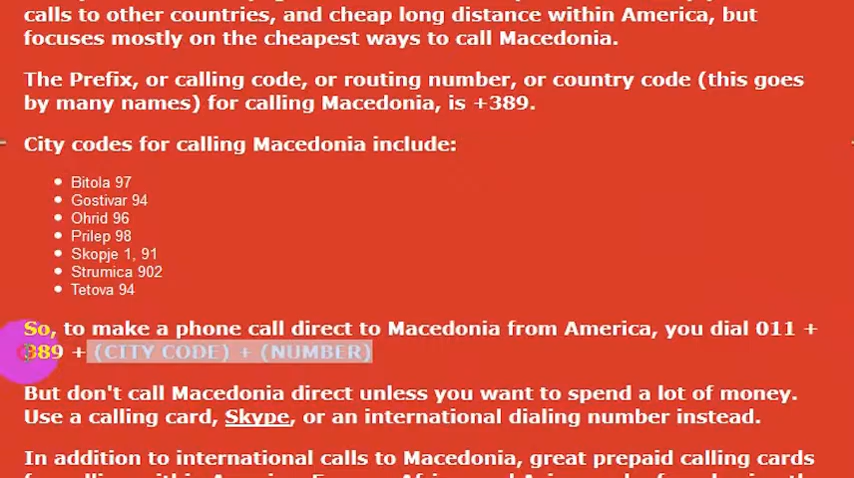 calls to other countries, and cheap long distance within America, but
focuses mostly on the cheapest ways to call Macedonia.
The Prefix, or calling code, or routing number, or country code (this goes
by many names) for calling Macedonia, is +389.
City codes for calling Macedonia include:
Bitola 97
Gostivar 94
Ohrid 96
Prilep 98
Skopje 1, 91
Strumica 902
Tetova 94
So, to make a phone call direct to Macedonia from America, you dial 011 +
389 + (CITY CODE) + (NUMBER)
But don't call Macedonia direct unless you want to spend a lot of money.
Use a calling card, Skype, or an international dialing number instead.
In addition to international calls to Macedonia, great prepaid calling cards